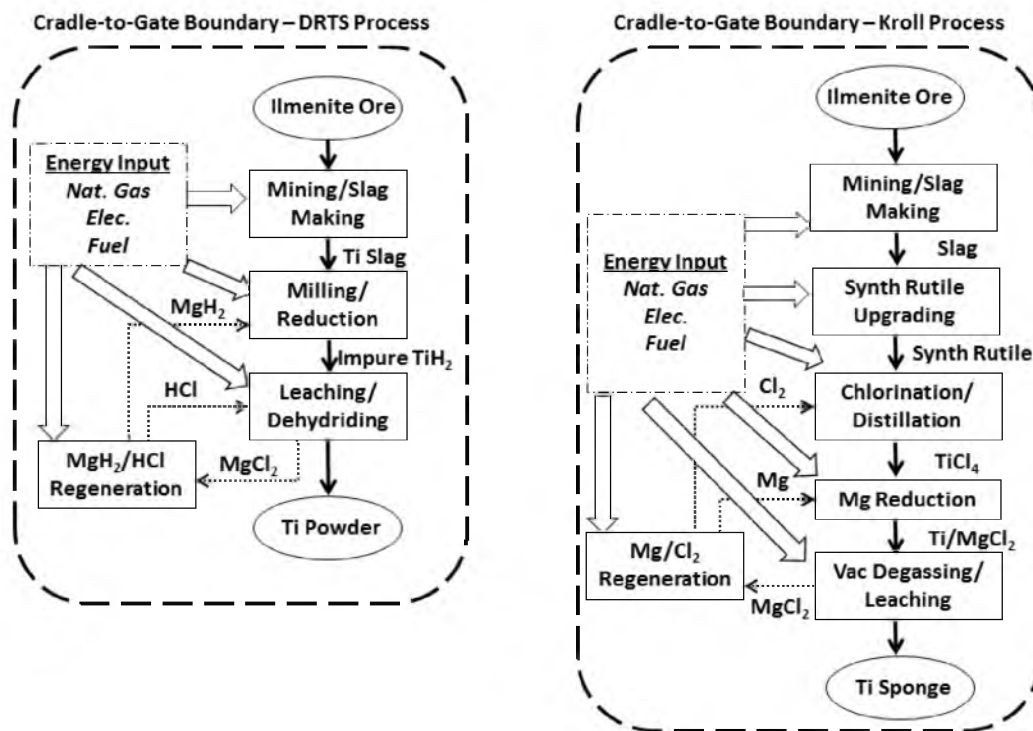 Cradle-to-Gate Boundary – DRTS Process
Ilmenite Ore
Energy Input
Nat. Gas
Elec.
Fuel
Mining/Slag
Making
Ti Slag
Milling/
Reduction
MgH₂
Impure TiH₂
HCl
Leaching/
Dehydriding
MgH₂/HCl
Regeneration
MgCl₂
Ti Powder
Cradle-to-Gate Boundary – Kroll Process
Ilmenite Ore
Mining/Slag
Making
Slag
Energy Input
Nat. Gas
Elec.
Fuel
Synth Rutile
Upgrading
Synth Rutile
Cl₂
Chlorination/
Distillation
TiCl₄
Mg
Mg Reduction
Ti/MgCl₂
Mg/Cl₂
Regeneration
Vac Degassing/
Leaching
MgCl₂
Ti Sponge